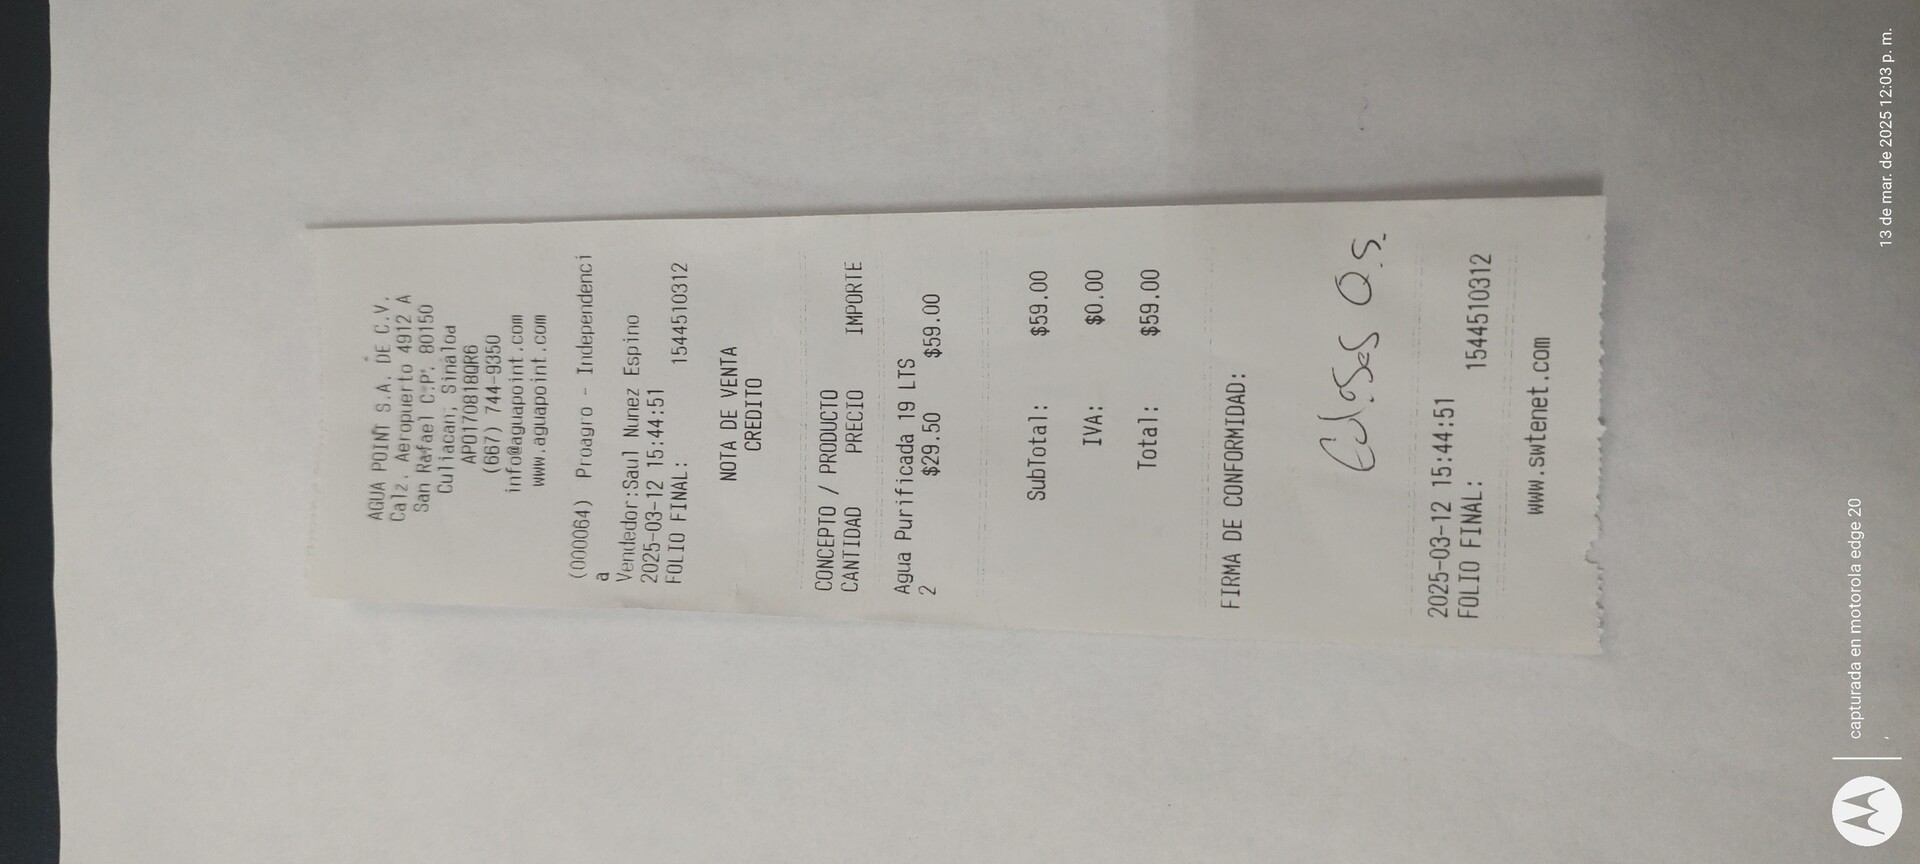 AGUA POINT S.A. DE C.V.
Calz. Aeropuerto 4912 A
San Rafael C.P. 80150
Culiacan, Sinaloa
APO170818QR6
(667) 744-9350
info@aguapoint.com
www.aguapoint.com
(000064) Proagro - Independenci
a
Vendedor:Saul Nunez Espino
2025-03-12 15:44:51
FOLIO FINAL: 1544510312
NOTA DE VENTA
CREDITO
CONCEPTO / PRODUCTO
CANTIDAD PRECIO IMPORTE
Agua Purificada 19 LTS
2 $29.50 $59.00
SubTotal: $59.00
IVA: $0.00
Total: $59.00
FIRMA DE CONFORMIDAD:
2025-03-12 15:44:51
FOLIO FINAL: 1544510312
www.swtenet.com
capturada en motorola edge 20
13 de mar. de 2025 12:03 p. m.